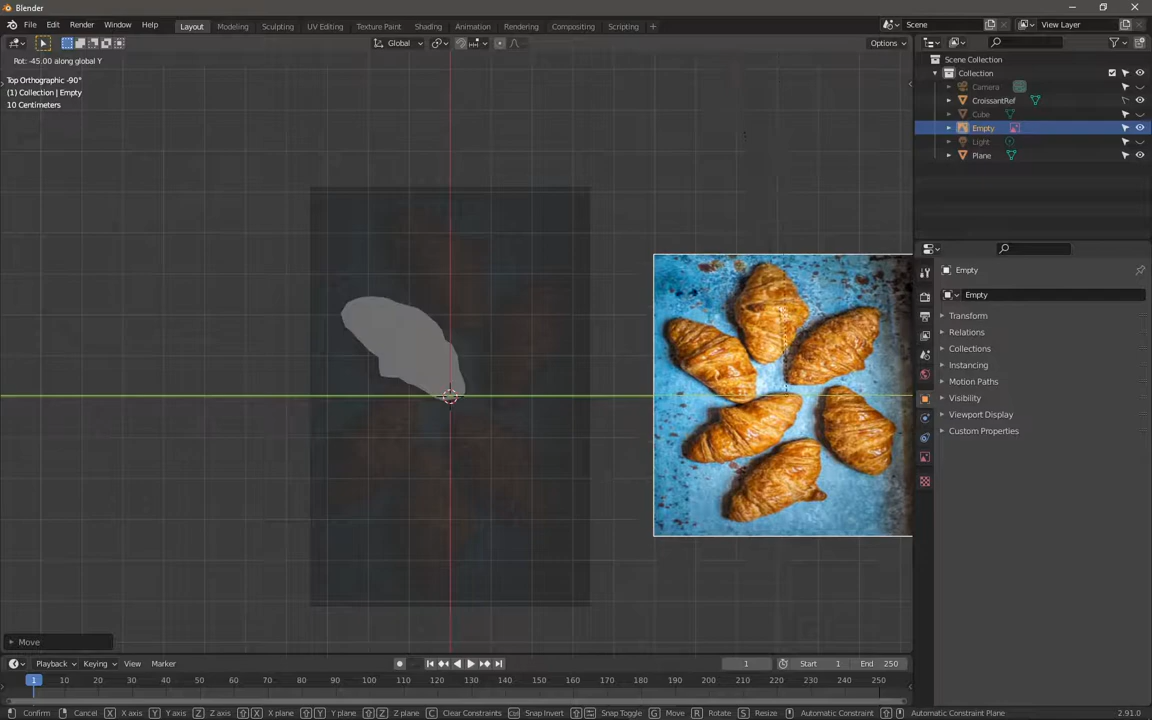 Blender
File Edit Render Window Help
Layout Modeling Sculpting UV Editing Texture Paint Shading Animation Rendering Compositing Scripting +
Scene
View Layer
Global
Options
Rot: -45.00 along global Y
Top Orthographic -90°
(1) Collection | Empty
10 Centimeters
Scene Collection
Collection
Camera
CroissantRef
Cube
Empty
Light
Plane
Empty
Empty
Transform
Relations
Collections
Instancing
Motion Paths
Visibility
Viewport Display
Custom Properties
Move
Playback Keying View Marker
1
Start 1 End 250
1 10 20 30 40 50 60 70 80 90 100 110 120 130 140 150 160 170 180 190 200 210 220 230 240 250
Confirm Cancel X X axis Y Y axis Z Z axis X X plane Y Y plane Z Z plane C Clear Constraints Ctrl Snap Invert Snap Toggle G Move R Rotate S Resize Automatic Constraint Automatic Constraint Plane
2.91.0